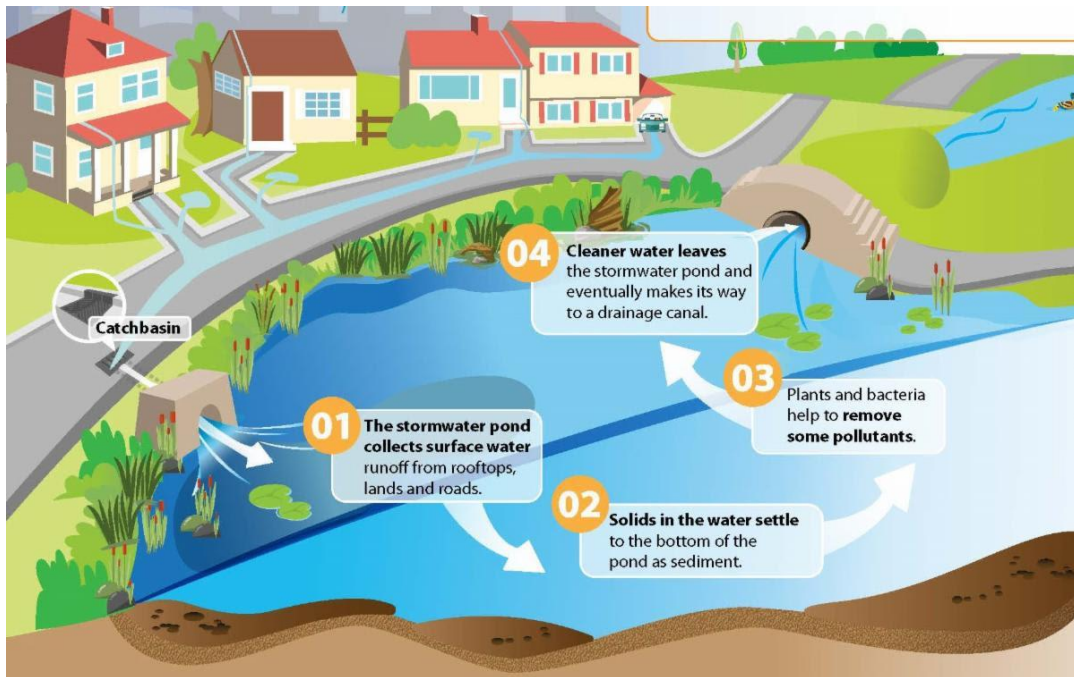 Catchbasin
01
The stormwater pond
collects surface water
runoff from rooftops,
lands and roads.
02
Solids in the water settle
to the bottom of the
pond as sediment.
03
Plants and bacteria
help to remove
some pollutants.
04
Cleaner water leaves
the stormwater pond and
eventually makes its way
to a drainage canal.